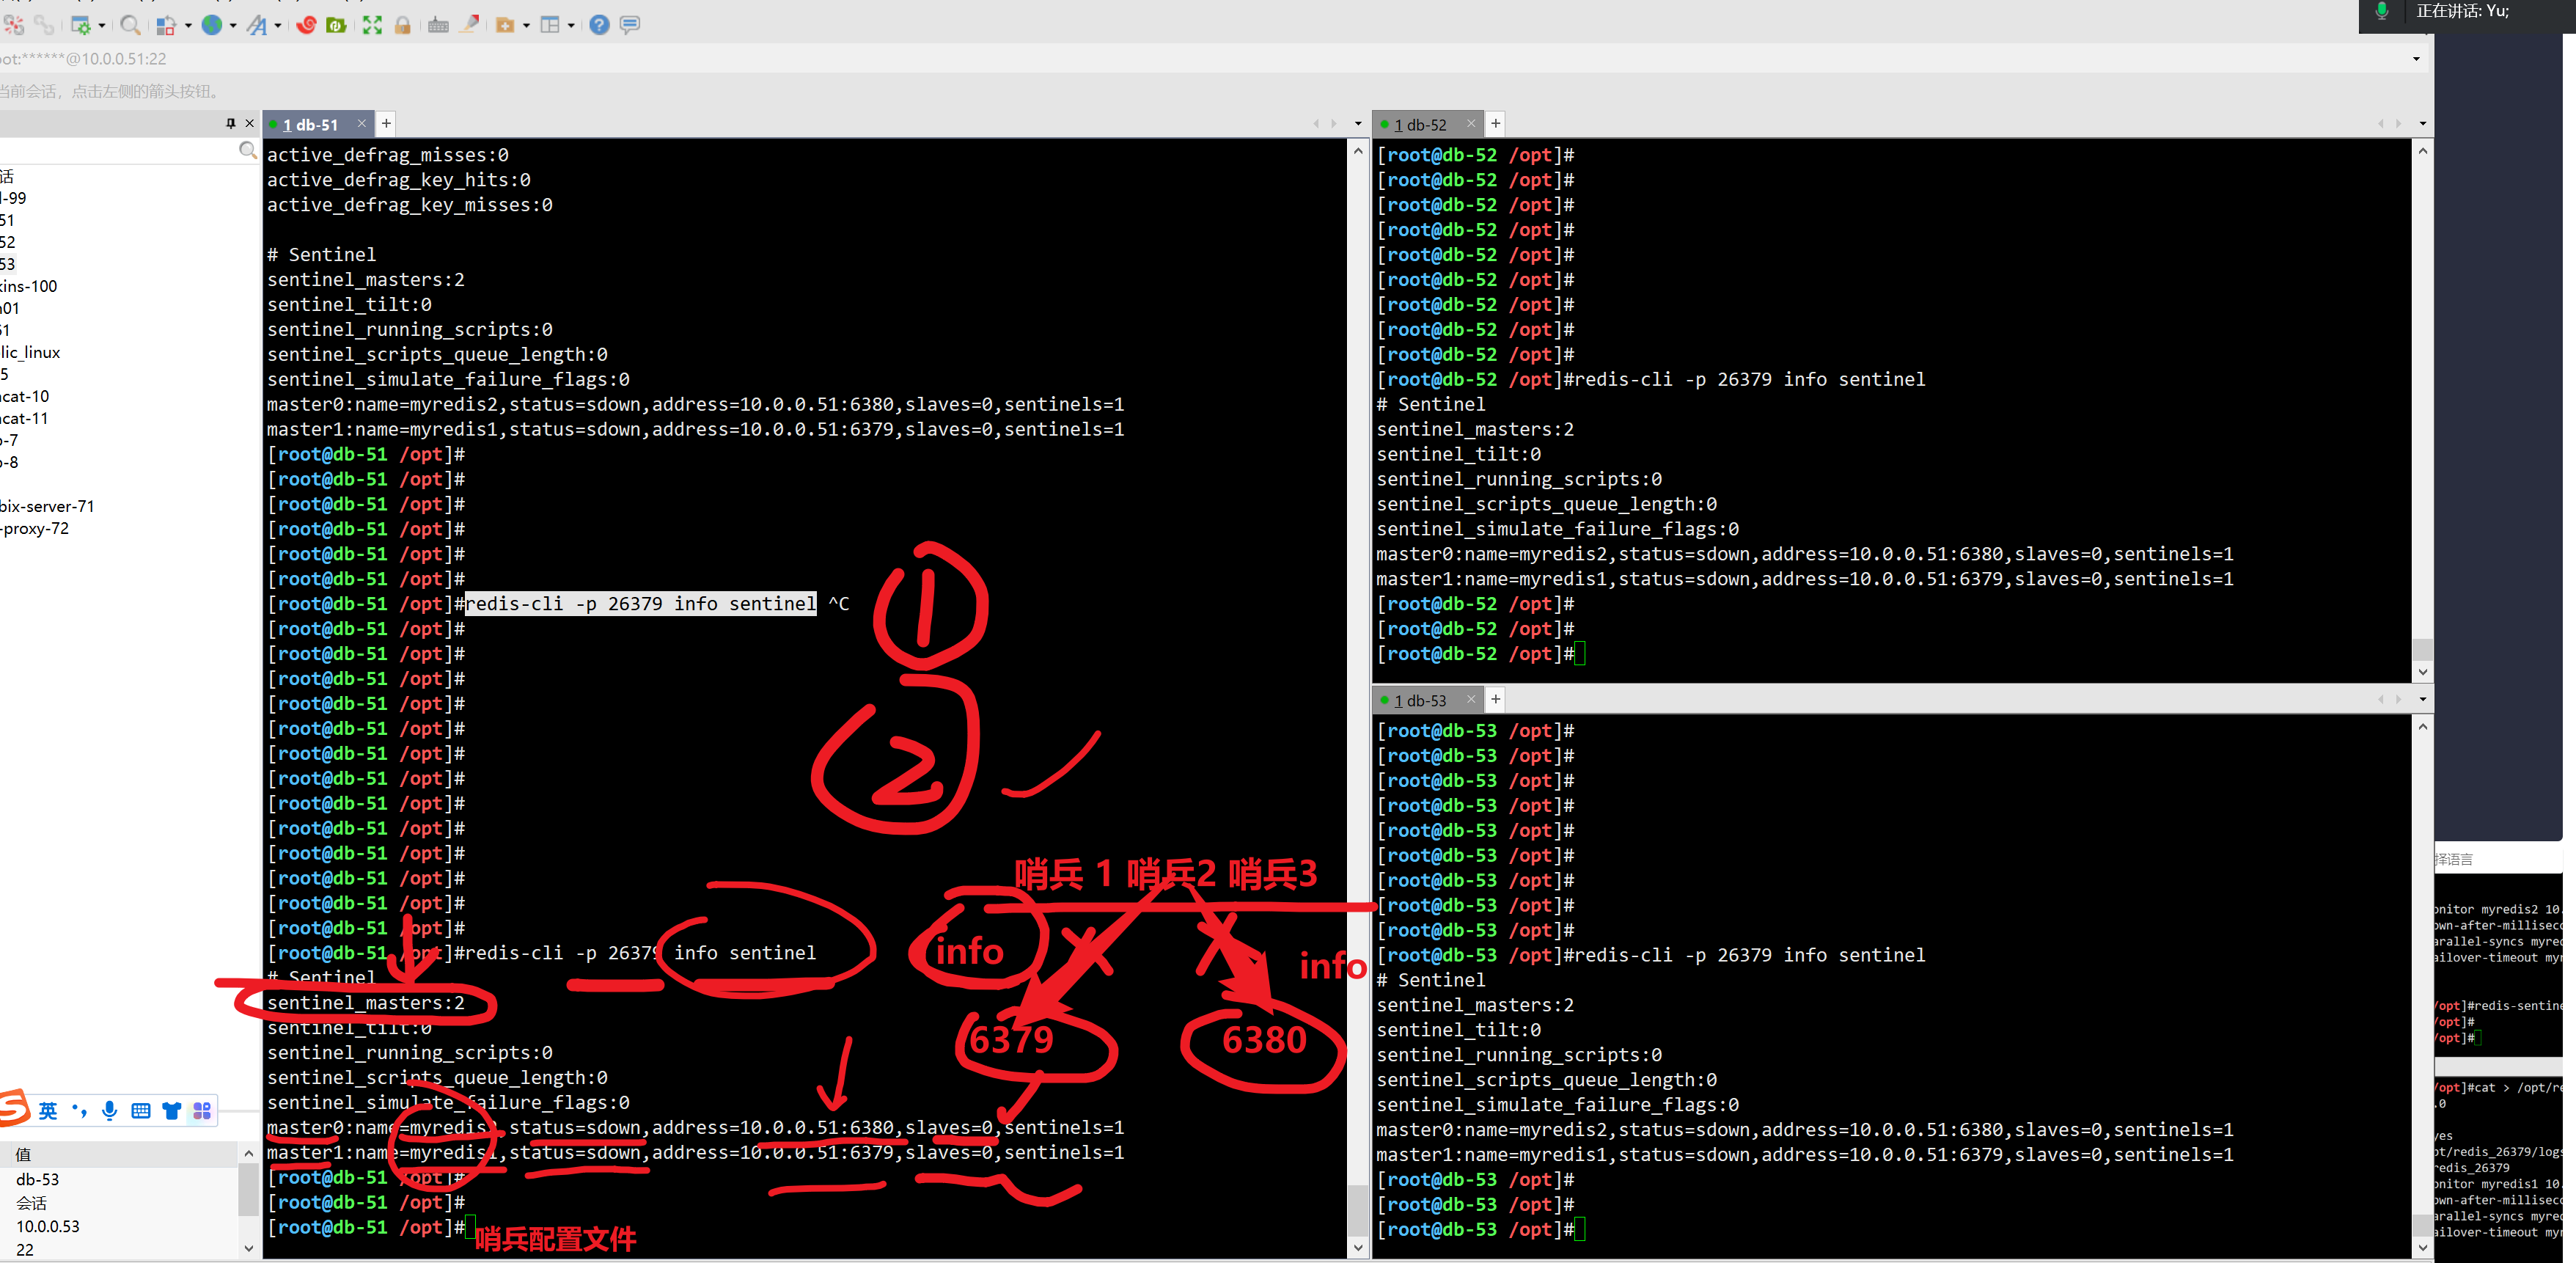 正在讲话: Yu;
oot:******@10.0.0.51:22
当前会话，点击左侧的箭头按钮。
1 db-51
active_defrag_misses:0
active_defrag_key_hits:0
active_defrag_key_misses:0
# Sentinel
sentinel_masters:2
sentinel_tilt:0
sentinel_running_scripts:0
sentinel_scripts_queue_length:0
sentinel_simulate_failure_flags:0
master0:name=myredis2,status=sdown,address=10.0.0.51:6380,slaves=0,sentinels=1
master1:name=myredis1,status=sdown,address=10.0.0.51:6379,slaves=0,sentinels=1
[root@db-51 /opt]#
[root@db-51 /opt]#
[root@db-51 /opt]#
[root@db-51 /opt]#
[root@db-51 /opt]#
[root@db-51 /opt]#
[root@db-51 /opt]#redis-cli -p 26379 info sentinel ^C
[root@db-51 /opt]#
[root@db-51 /opt]#
[root@db-51 /opt]#
[root@db-51 /opt]#
[root@db-51 /opt]#
[root@db-51 /opt]#
[root@db-51 /opt]#
[root@db-51 /opt]#
[root@db-51 /opt]#
[root@db-51 /opt]#
[root@db-51 /opt]#
[root@db-51 /opt]#
[root@db-51 /opt]#
[root@db-51 /opt]#redis-cli -p 26379 info sentinel
# Sentinel
sentinel_masters:2
sentinel_tilt:0
sentinel_running_scripts:0
sentinel_scripts_queue_length:0
sentinel_simulate_failure_flags:0
master0:name=myredis2,status=sdown,address=10.0.0.51:6380,slaves=0,sentinels=1
master1:name=myredis1,status=sdown,address=10.0.0.51:6379,slaves=0,sentinels=1
[root@db-51 /opt]#
[root@db-51 /opt]#
[root@db-51 /opt]#
1
2
哨兵 1 哨兵2 哨兵3
info
info
6379
6380
哨兵配置文件
1 db-52
[root@db-52 /opt]#
[root@db-52 /opt]#
[root@db-52 /opt]#
[root@db-52 /opt]#
[root@db-52 /opt]#
[root@db-52 /opt]#
[root@db-52 /opt]#
[root@db-52 /opt]#
[root@db-52 /opt]#
[root@db-52 /opt]#redis-cli -p 26379 info sentinel
# Sentinel
sentinel_masters:2
sentinel_tilt:0
sentinel_running_scripts:0
sentinel_scripts_queue_length:0
sentinel_simulate_failure_flags:0
master0:name=myredis2,status=sdown,address=10.0.0.51:6380,slaves=0,sentinels=1
master1:name=myredis1,status=sdown,address=10.0.0.51:6379,slaves=0,sentinels=1
[root@db-52 /opt]#
[root@db-52 /opt]#
[root@db-52 /opt]#
1 db-53
[root@db-53 /opt]#
[root@db-53 /opt]#
[root@db-53 /opt]#
[root@db-53 /opt]#
[root@db-53 /opt]#
[root@db-53 /opt]#
[root@db-53 /opt]#
[root@db-53 /opt]#
[root@db-53 /opt]#
[root@db-53 /opt]#redis-cli -p 26379 info sentinel
# Sentinel
sentinel_masters:2
sentinel_tilt:0
sentinel_running_scripts:0
sentinel_scripts_queue_length:0
sentinel_simulate_failure_flags:0
master0:name=myredis2,status=sdown,address=10.0.0.51:6380,slaves=0,sentinels=1
master1:name=myredis1,status=sdown,address=10.0.0.51:6379,slaves=0,sentinels=1
[root@db-53 /opt]#
[root@db-53 /opt]#
[root@db-53 /opt]#
话
-99
51
52
53
kins-100
01
61
lic_linux
5
cat-10
cat-11
-7
-8
bix-server-71
-proxy-72
英
值
db-53
会话
10.0.0.53
22
择语言
onitor myredis2 10.
own-after-millisec
arallel-syncs myred
ailover-timeout myr
/opt]#redis-sentine
/opt]#
/opt]#
/opt]#cat > /opt/re
.0
yes
pt/redis_26379/logs
redis_26379
onitor myredis1 10.
own-after-millisec
arallel-syncs myred
ailover-timeout myr